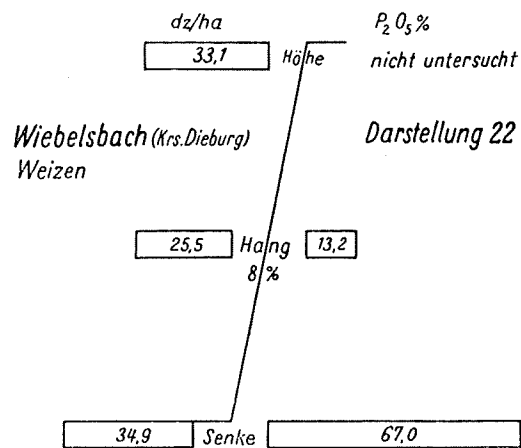 dz/ha P₂O₅%
33,1 Höhe nicht untersucht
Wiebelsbach (Krs.Dieburg) Darstellung 22
Weizen
25,5 Hang 13,2
8 %
34,9 Senke 67,0